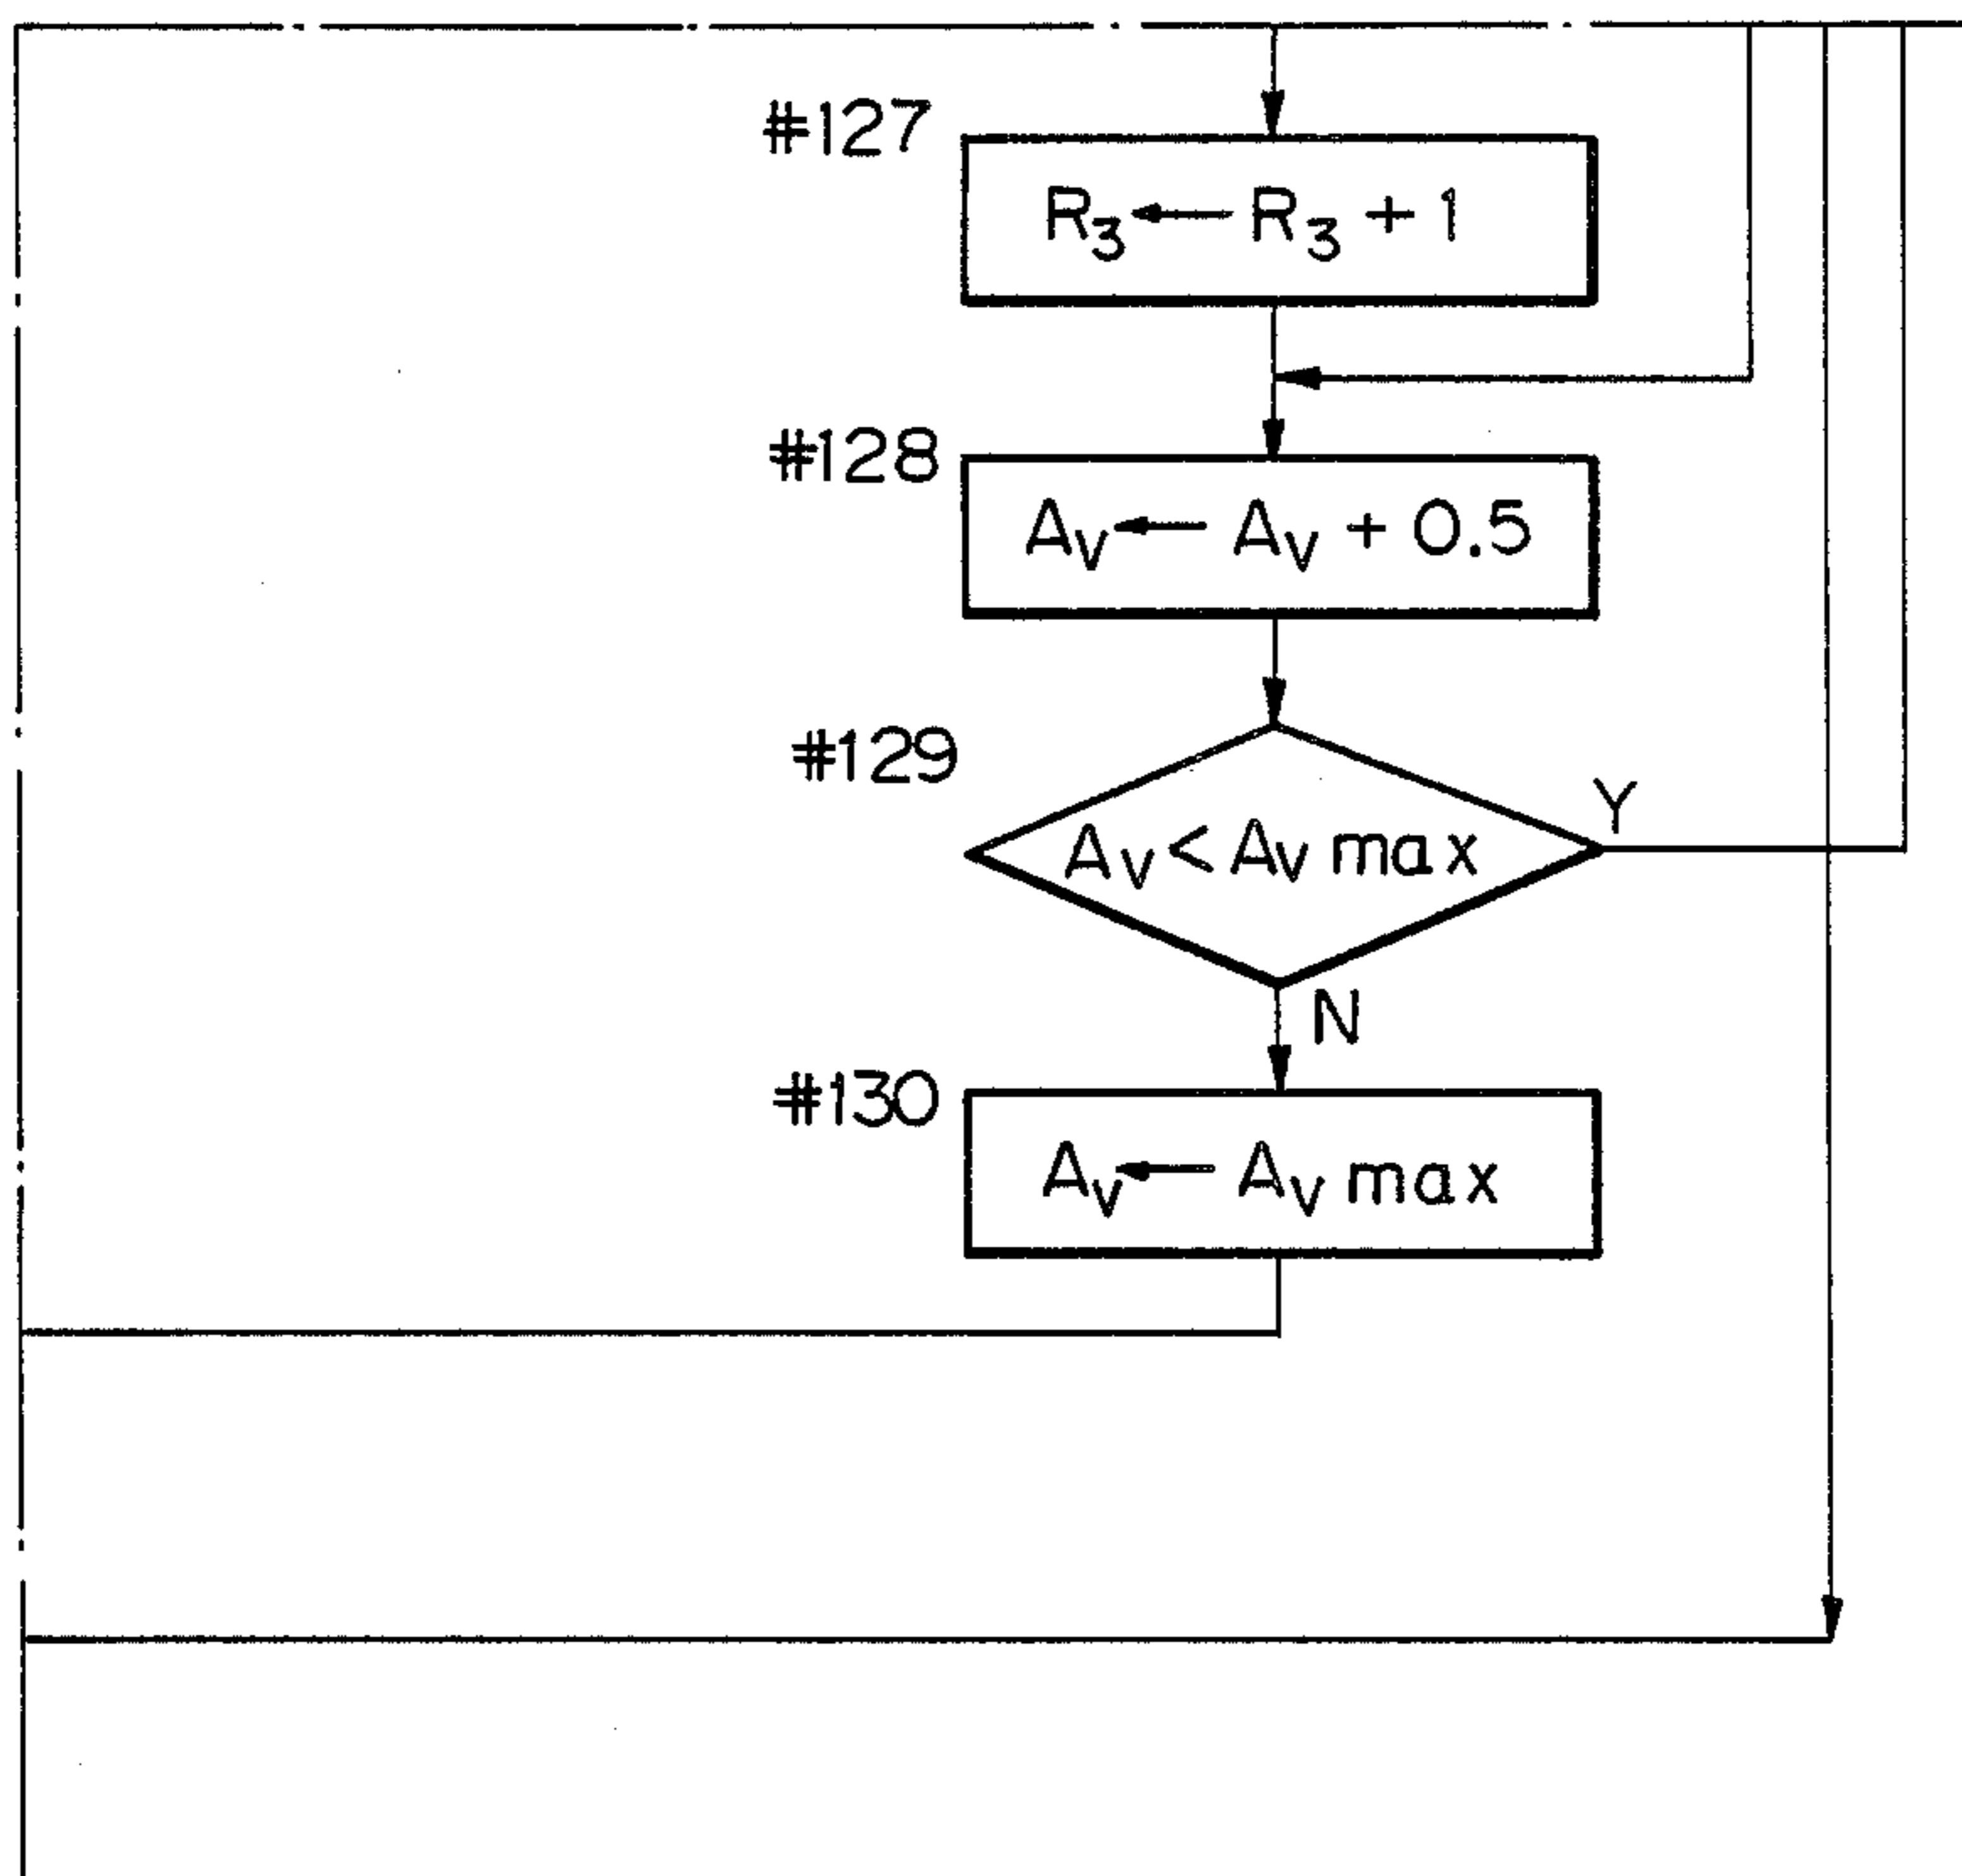 #127
R₃ ← R₃ + 1
#128
Aᵥ ← Aᵥ + 0.5
#129
Aᵥ < Aᵥ max
Y
N
#130
Aᵥ ← Aᵥ max